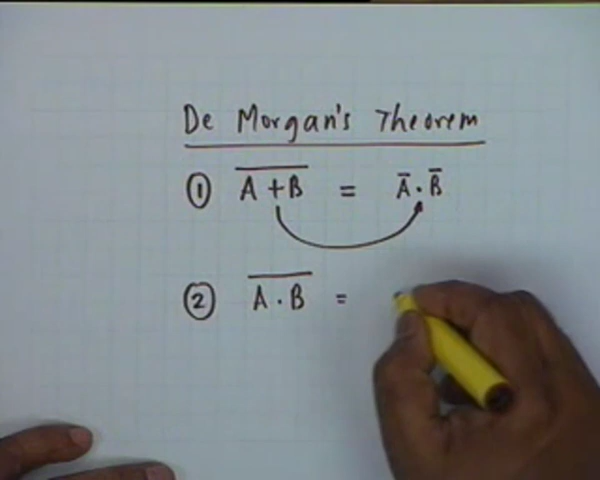 De Morgan's Theorem
① A̅ ̅+̅ ̅B̅ = A̅ . B̅
② A̅ ̅.̅ ̅B̅ =